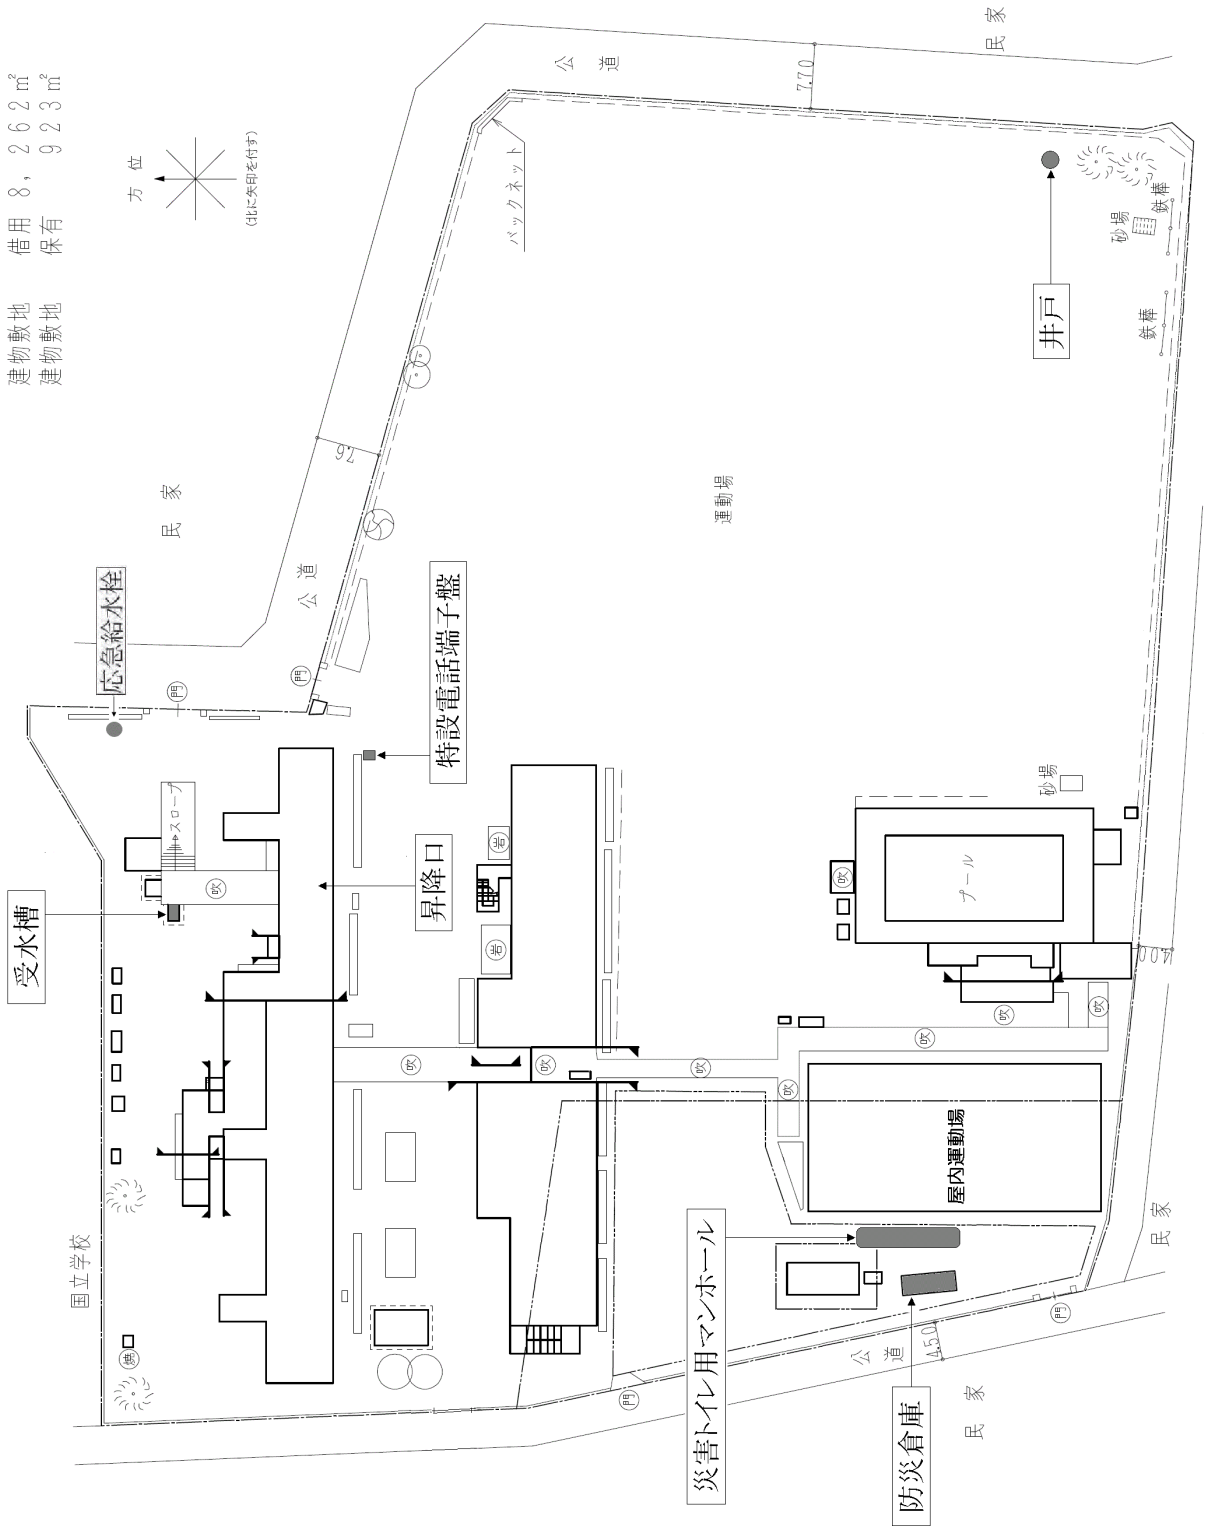 建物敷地 借用 8,262㎡
建物敷地 保有 923㎡
方位
(北に矢印を付す)
民家
公道
7.70
バックネット
井戸
砂場
鉄棒
鉄棒
76
民家
公道
運動場
応急給水栓
門
門
特設電話端子盤
スロープ
吹
受水槽
昇降口
岩
岩
砂場
プール
吹
4.00
吹
吹
吹
吹
吹
吹
吹
屋内運動場
国立学校
焼
災害トイレ用マンホール
防災倉庫
門
門
公道
4.50
民家
民家